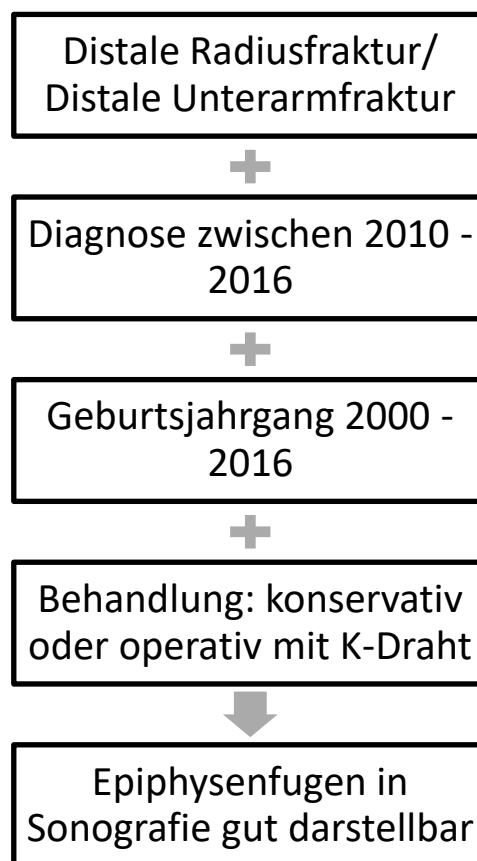 Distale Radiusfraktur/
Distale Unterarmfraktur
Diagnose zwischen 2010 -
2016
Geburtsjahrgang 2000 -
2016
Behandlung: konservativ
oder operativ mit K-Draht
Epiphysenfugen in
Sonografie gut darstellbar